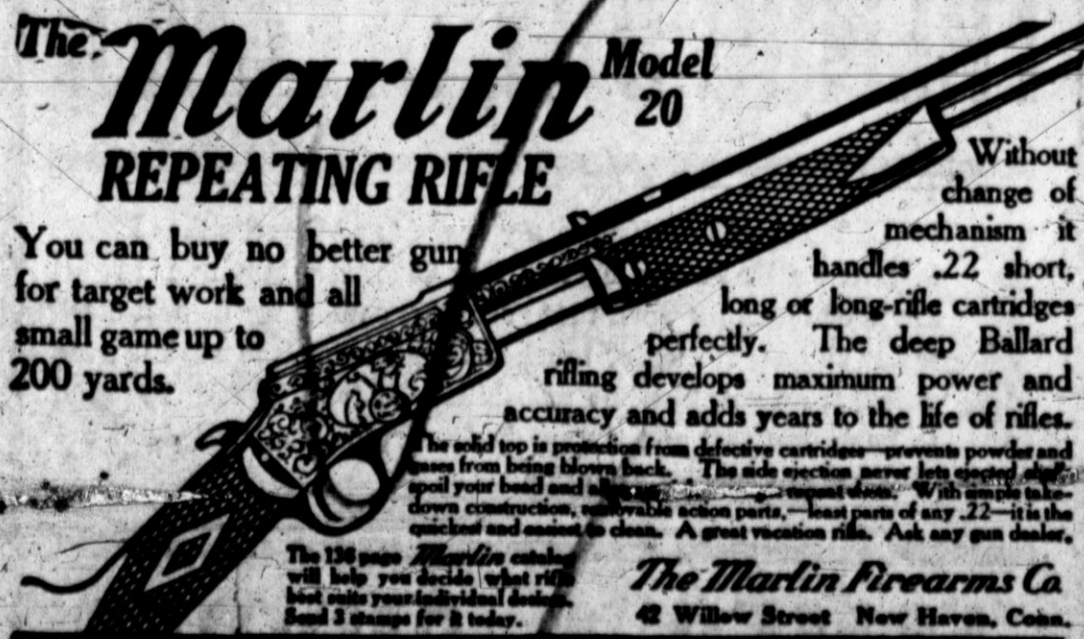 The Marlin Model
20
REPEATING RIFLE
You can buy no better gun
for target work and all
small game up to
200 yards.
Without
change of
mechanism it
handles .22 short,
long or long-rifle cartridges
perfectly. The deep Ballard
rifling develops maximum power and
accuracy and adds years to the life of rifles.
The solid top is protection from defective cartridges—prevents powder and
gases from being blown back. The side ejection never lets ejected shells
spoil your bead and repeat shots. With simple take-
down construction, removable action parts,—least parts of any .22—it is the
quickest and easiest to clean. A great vacation rifle. Ask any gun dealer.
The 136 page Marlin catalog
will help you decide what rifle
best suits your individual desires.
Send 3 stamps for it today.
The Marlin Firearms Co.
42 Willow Street New Haven, Conn.